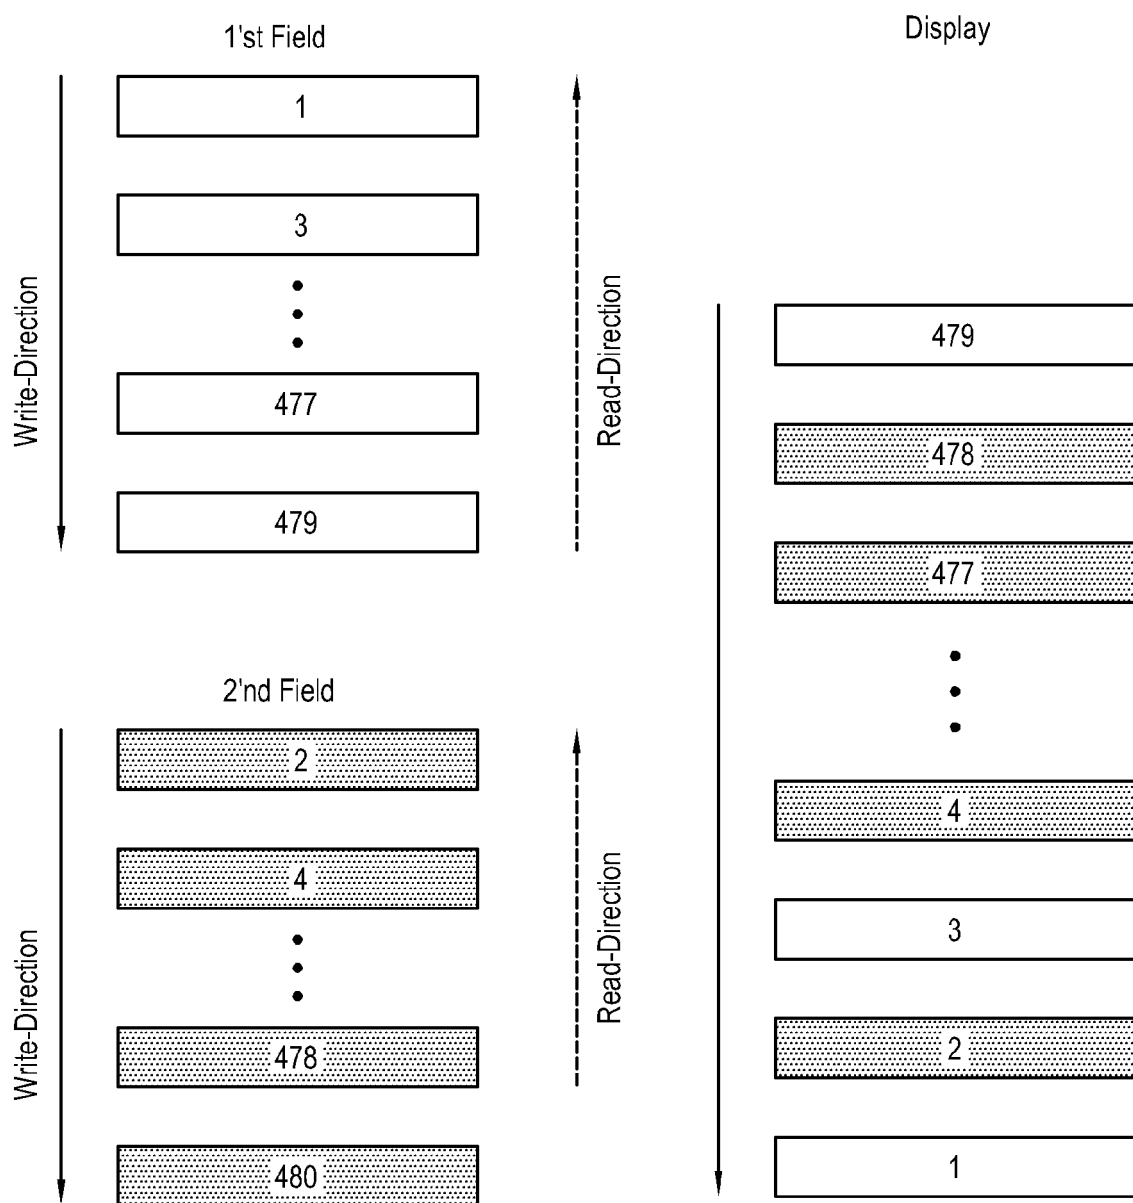 1'st Field
Write-Direction
1
3
477
479
Read-Direction
2'nd Field
Write-Direction
2
4
478
480
Read-Direction
Display
479
478
477
4
3
2
1